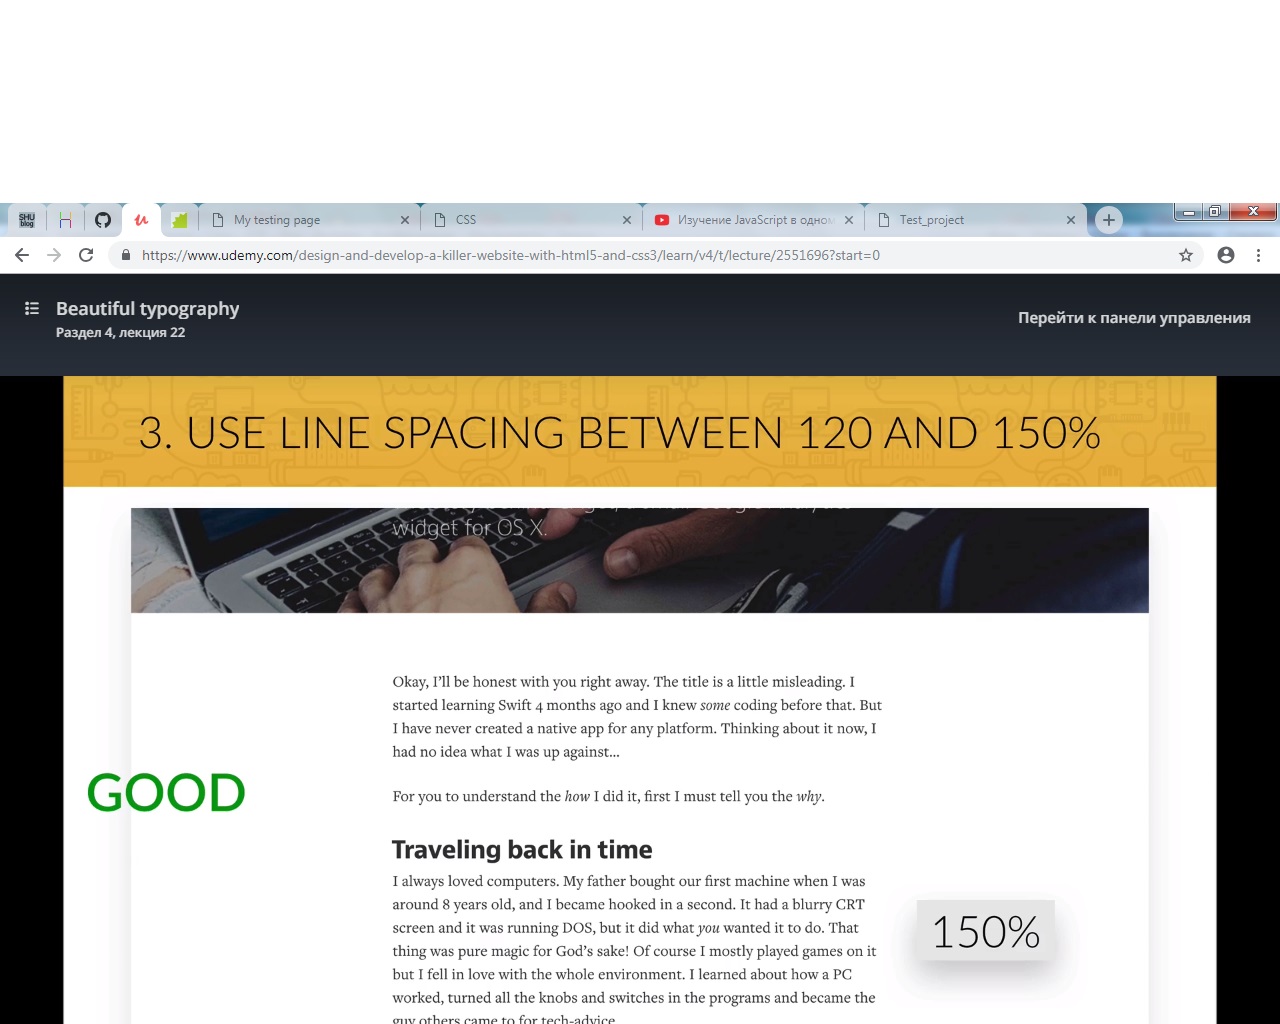 SHU
blog
My testing page
CSS
Изучение JavaScript в одном
Test_project
https://www.udemy.com/design-and-develop-a-killer-website-with-html5-and-css3/learn/v4/t/lecture/2551696?start=0
Beautiful typography
Раздел 4, лекция 22
Перейти к панели управления
3. USE LINE SPACING BETWEEN 120 AND 150%
widget for OS X.
Okay, I’ll be honest with you right away. The title is a little misleading. I
started learning Swift 4 months ago and I knew some coding before that. But
I have never created a native app for any platform. Thinking about it now, I
had no idea what I was up against...
GOOD
For you to understand the how I did it, first I must tell you the why.
Traveling back in time
I always loved computers. My father bought our first machine when I was
around 8 years old, and I became hooked in a second. It had a blurry CRT
screen and it was running DOS, but it did what you wanted it to do. That
thing was pure magic for God’s sake! Of course I mostly played games on it
but I fell in love with the whole environment. I learned about how a PC
worked, turned all the knobs and switches in the programs and became the
guy others came to for tech-advice
150%